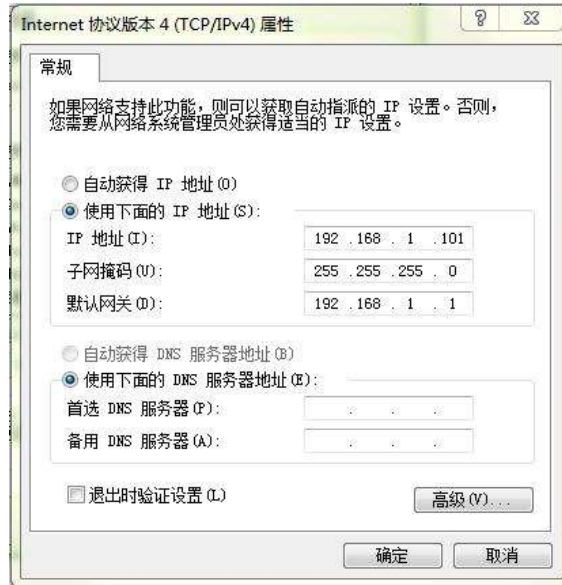 Internet 协议版本 4 (TCP/IPv4) 属性
常规
如果网络支持此功能，则可以获取自动指派的 IP 设置。否则，
您需要从网络系统管理员处获得适当的 IP 设置。
自动获得 IP 地址(O)
使用下面的 IP 地址(S):
IP 地址(I): 192 .168 . 1 .101
子网掩码(U): 255 .255 .255 . 0
默认网关(D): 192 .168 . 1 . 1
自动获得 DNS 服务器地址(B)
使用下面的 DNS 服务器地址(E):
首选 DNS 服务器(P): . . .
备用 DNS 服务器(A): . . .
退出时验证设置(L)
高级(V)...
确定 取消